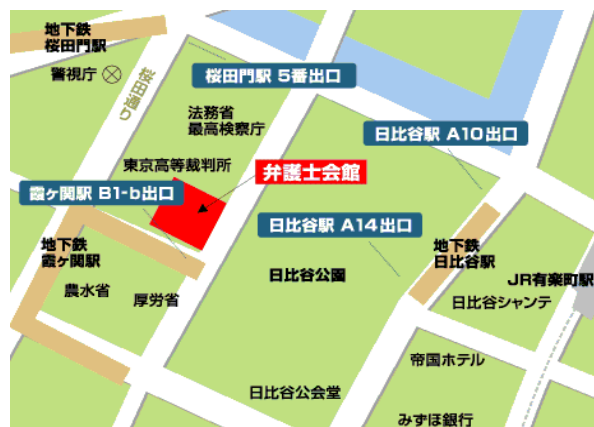 地下鉄
桜田門駅
警視庁
桜田通り
桜田門駅 5番出口
法務省
最高検察庁
日比谷駅 A10出口
東京高等裁判所
弁護士会館
霞ヶ関駅 B1-b出口
日比谷駅 A14出口
地下鉄
霞ヶ関駅
地下鉄
日比谷駅
日比谷公園
JR有楽町駅
農水省
厚労省
日比谷シャンテ
帝国ホテル
日比谷公会堂
みずほ銀行